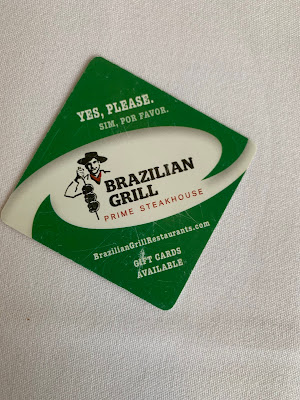 YES, PLEASE.
SIM, POR FAVOR.
BRAZILIAN
GRILL
PRIME STEAKHOUSE
BrazilianGrillRestaurants.com
GIFT CARDS
AVAILABLE